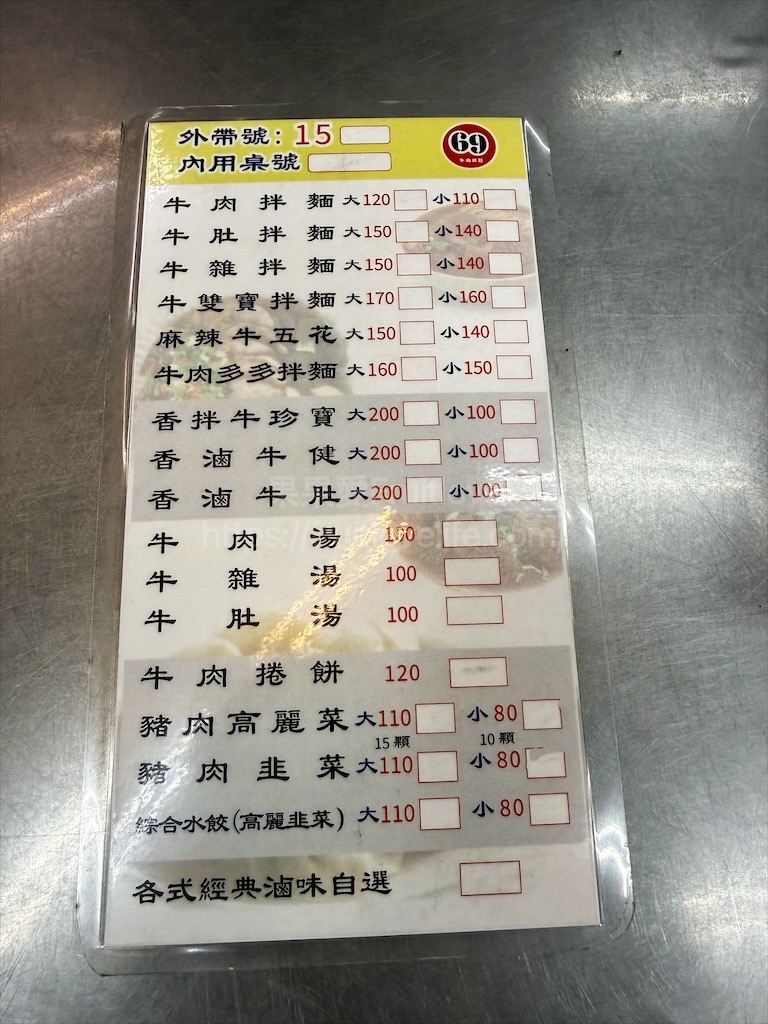 外帶號: 15
內用桌號
69
牛肉拌麵 大120 小110
牛肚拌麵 大150 小140
牛雜拌麵 大150 小140
牛雙寶拌麵 大170 小160
麻辣牛五花 大150 小140
牛肉多多拌麵 大160 小150
香拌牛珍寶 大200 小100
香滷牛健 大200 小100
香滷牛肚 大200 小100
牛肉湯 100
牛雜湯 100
牛肚湯 100
牛肉捲餅 120
豬肉高麗菜 大110 小80
15顆 10顆
豬肉韭菜 大110 小80
綜合水餃(高麗韭菜) 大110 小80
各式經典滷味自選